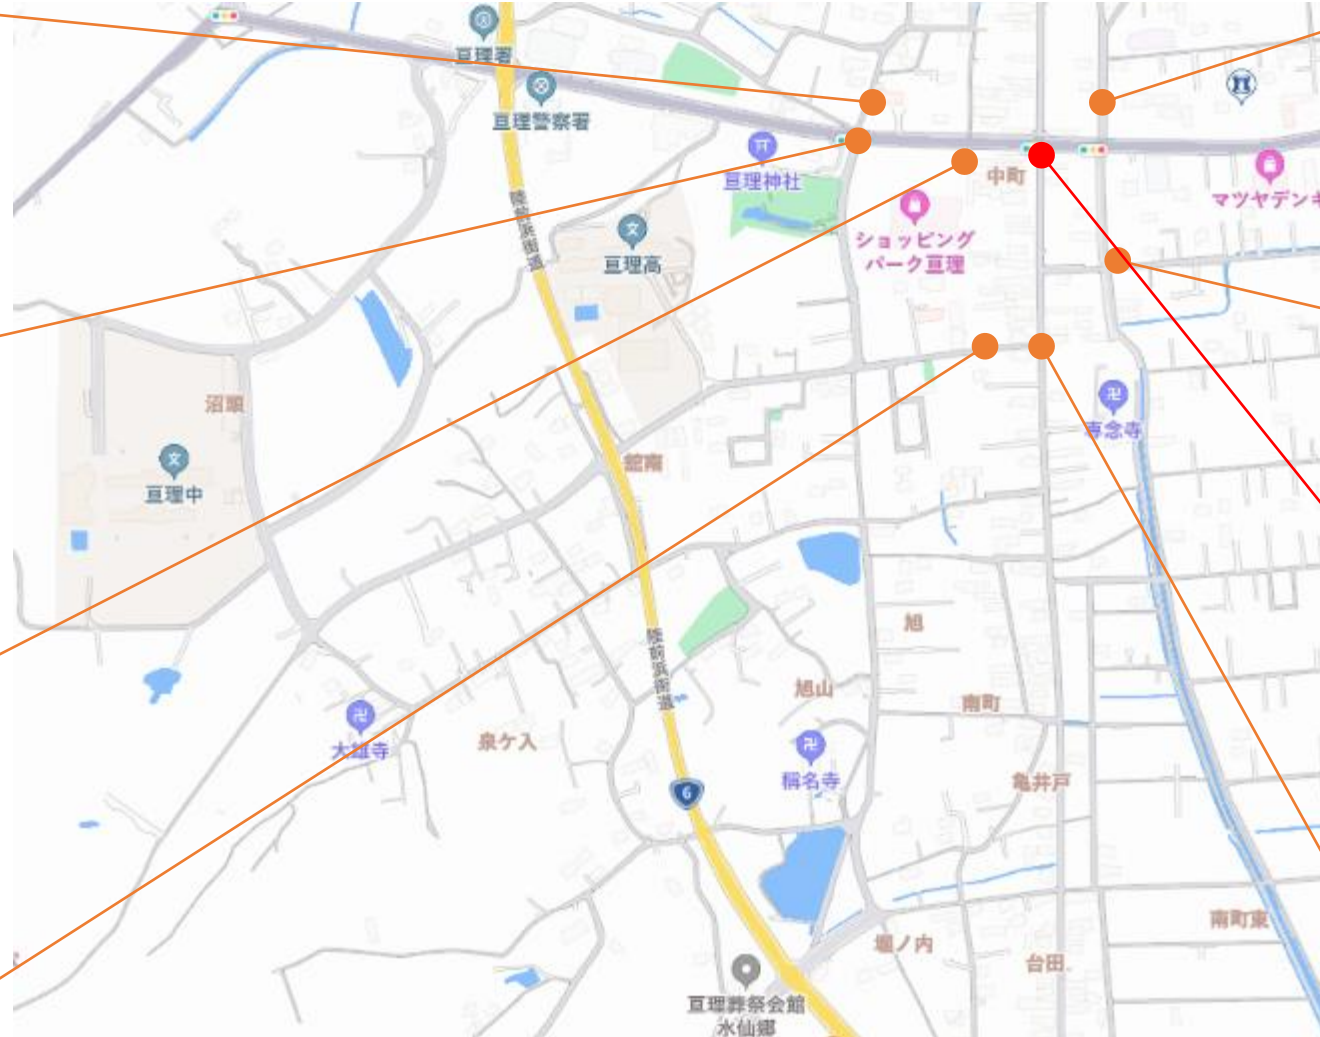 亘理署
亘理警察署
陸前浜街道
亘理神社
中町
マツヤデンキ
ショッピング
パーク亘理
亘理高
沼頭
専念寺
舘南
亘理中
旭
陸前浜街道
旭山
南町
大雄寺
泉ケ入
稱名寺
亀井戸
6
南町東
堀ノ内
台田
亘理葬祭会館
水仙郷